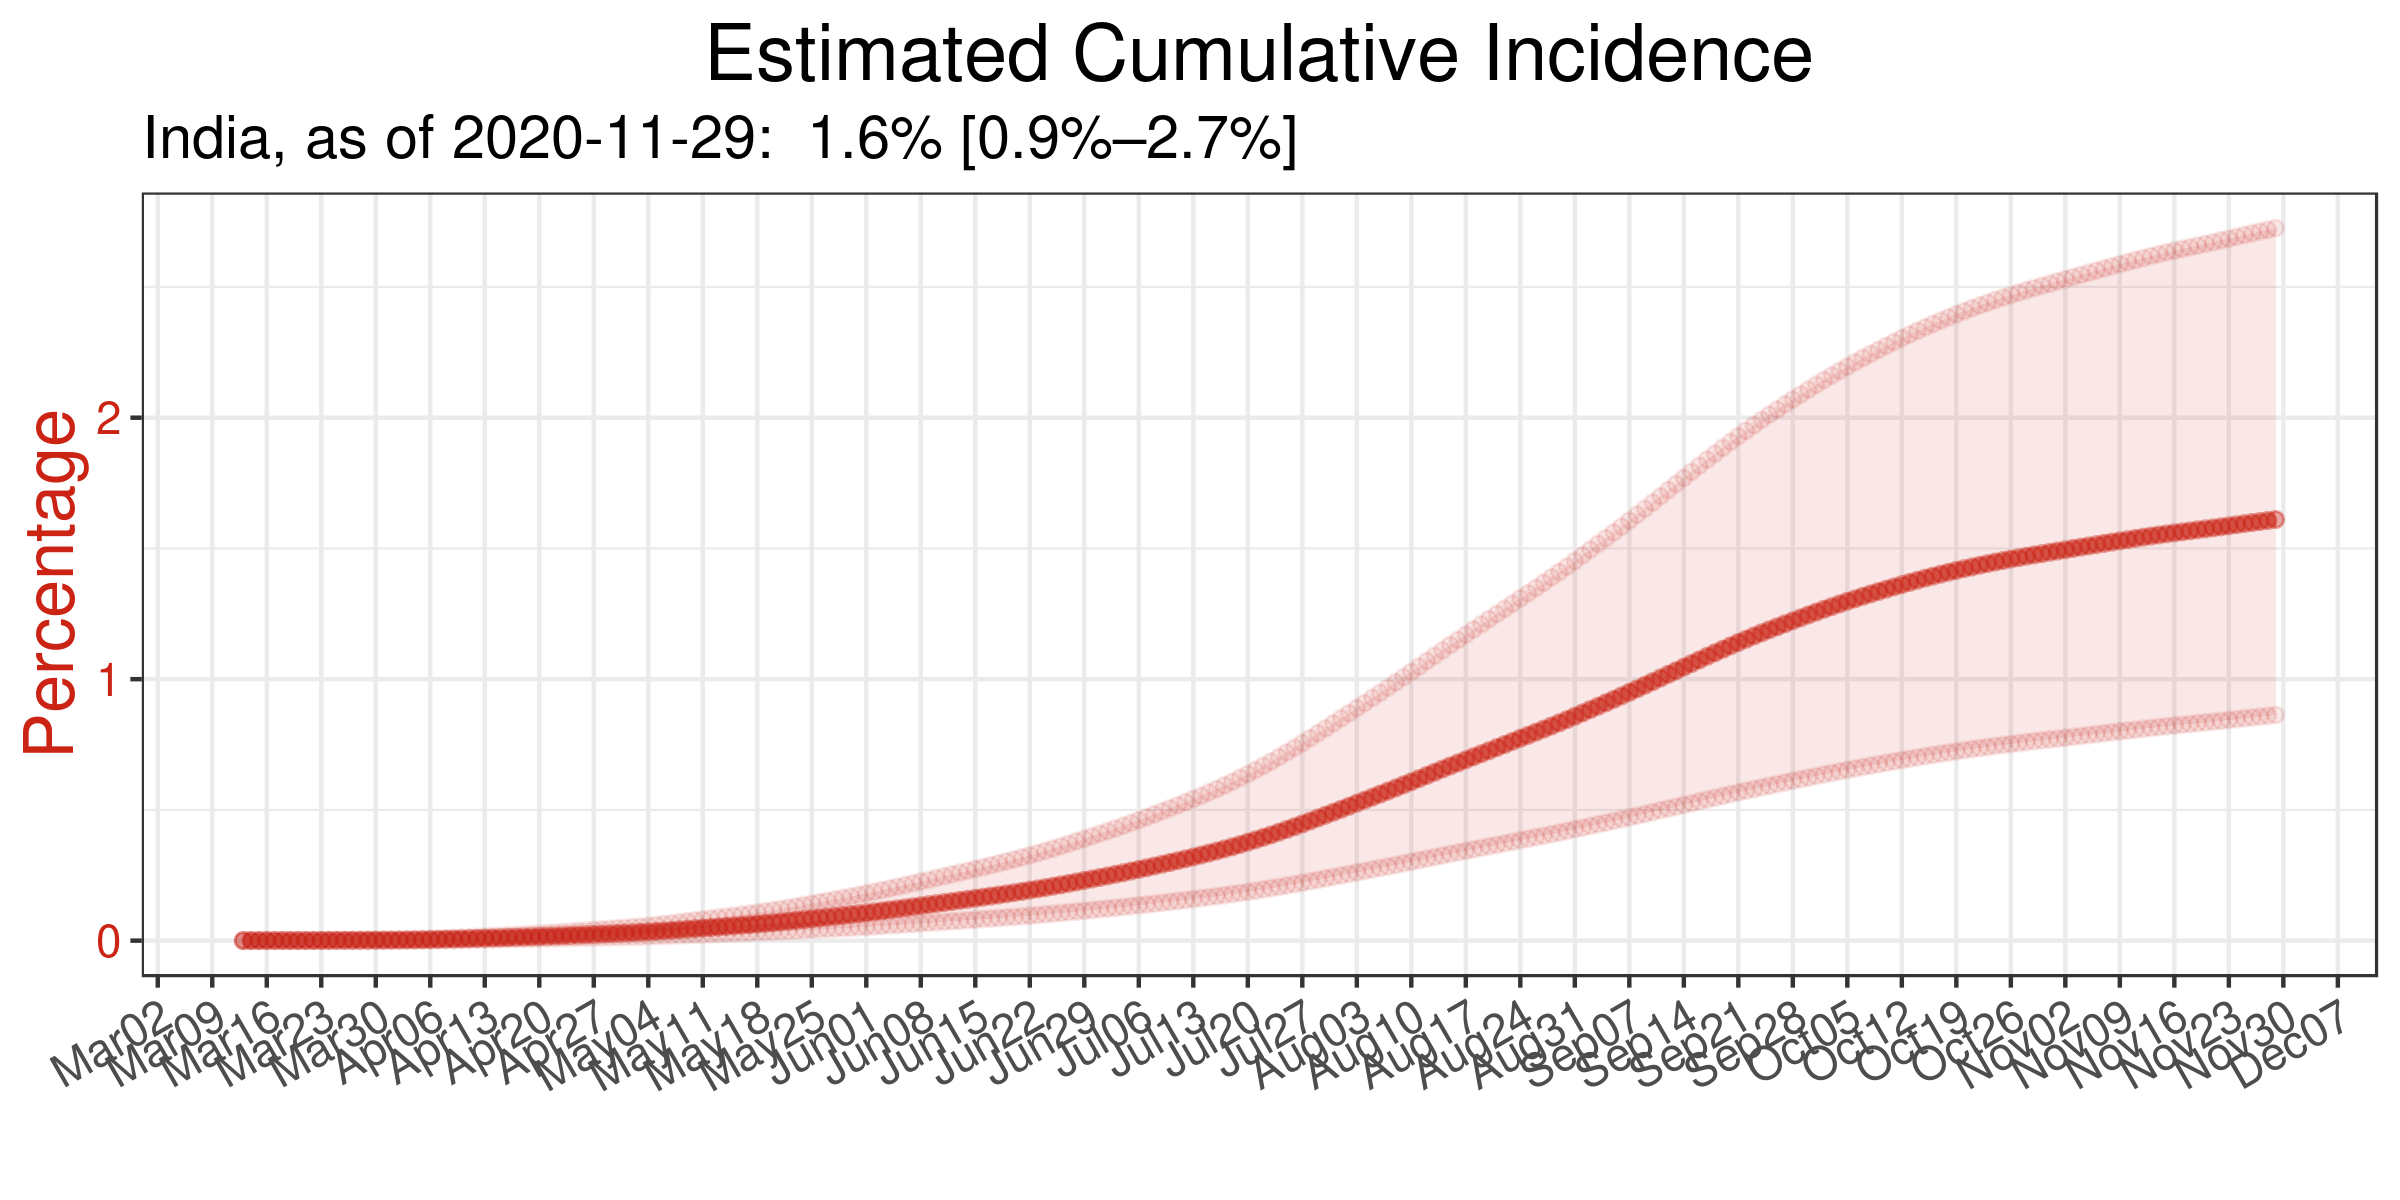 Estimated Cumulative Incidence
India, as of 2020-11-29:  1.6% [0.9%–2.7%]
Percentage
2
1
0
Mar02
Mar09
Mar16
Mar23
Mar30
Apr06
Apr13
Apr20
Apr27
May04
May11
May18
May25
Jun01
Jun08
Jun15
Jun22
Jun29
Jul06
Jul13
Jul20
Jul27
Aug03
Aug10
Aug17
Aug24
Aug31
Sep07
Sep14
Sep21
Sep28
Oct05
Oct12
Oct19
Oct26
Nov02
Nov09
Nov16
Nov23
Nov30
Dec07